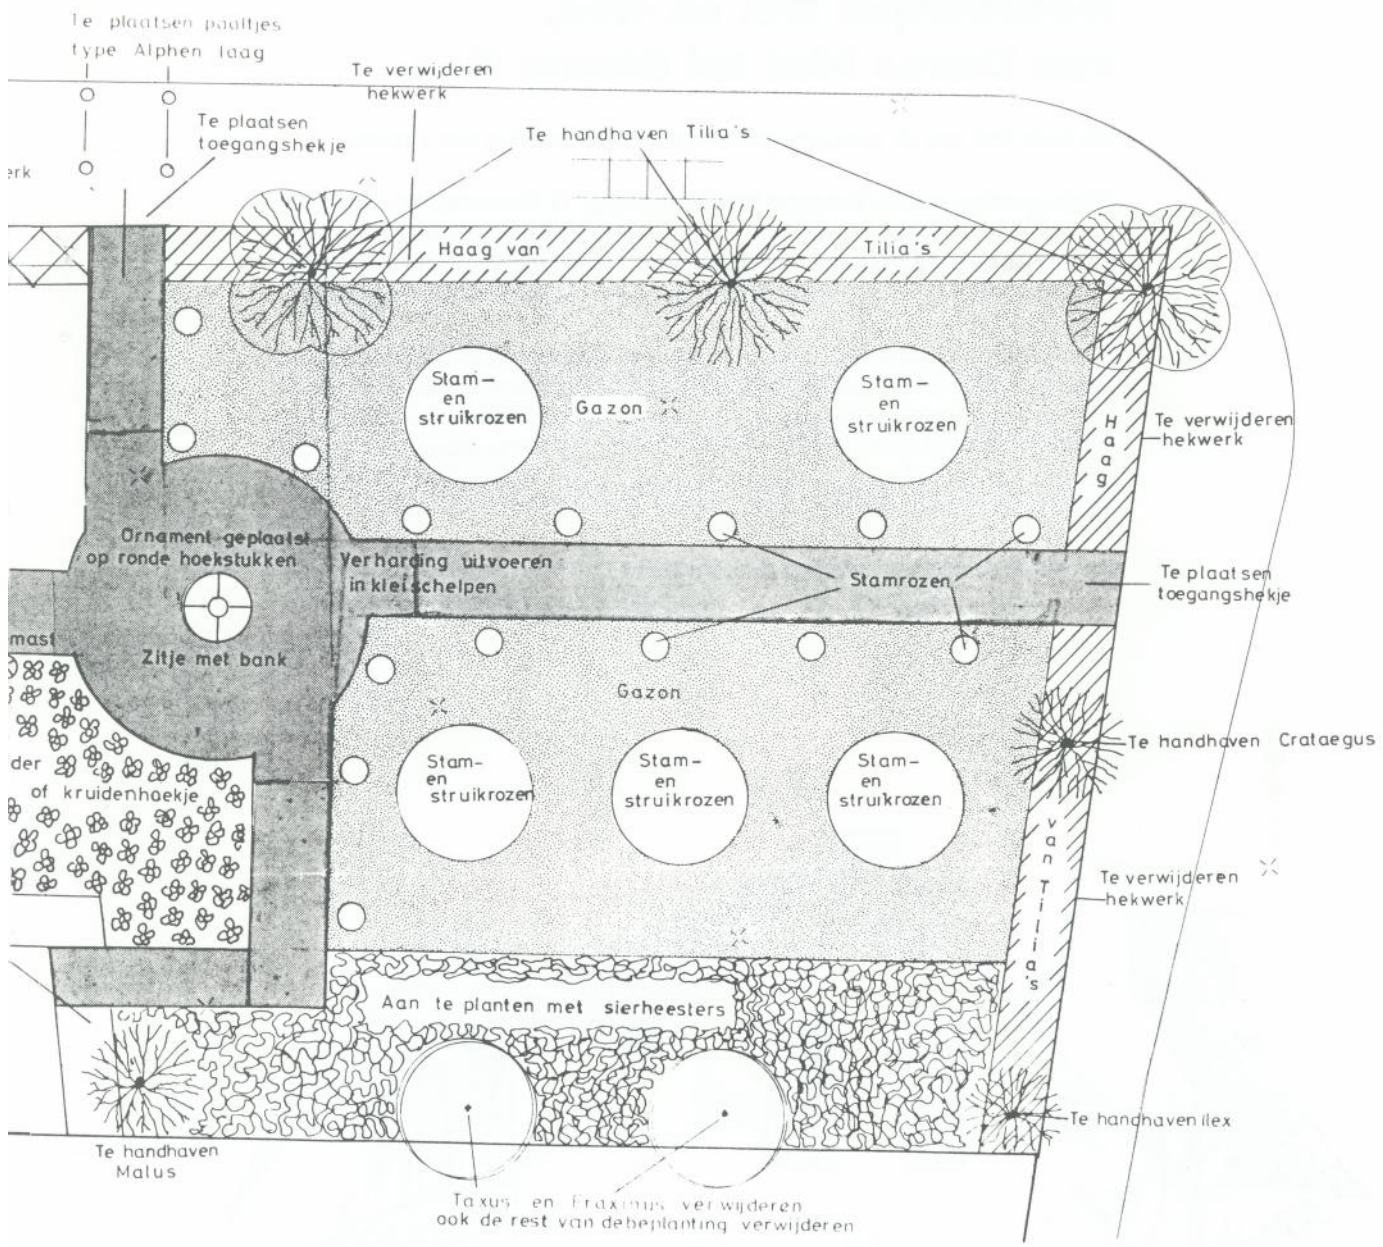 Te plaatsen paaltjes
type Alphen laag
Te verwijderen
hekwerk
Te plaatsen
toegangshekje
Te handhaven Tilia's
erk
Haag van
Tilia's
Stam-
en
struikrozen
Gazon
Stam-
en
struikrozen
Haag
Te verwijderen
hekwerk
Ornament geplaatst
op ronde hoekstukken
Verharding uitvoeren
in kleischelpen
Stamrozen
Te plaatsen
toegangshekje
mast
Zitje met bank
Gazon
Te handhaven Crataegus
der
of kruidenhoekje
Stam-
en
struikrozen
Stam-
en
struikrozen
Stam-
en
struikrozen
van Tilia's
Te verwijderen
hekwerk
Aan te planten met sierheesters
Te handhaven ilex
Te handhaven
Malus
Taxus en Fraxinus verwijderen
ook de rest van debeplanting verwijderen